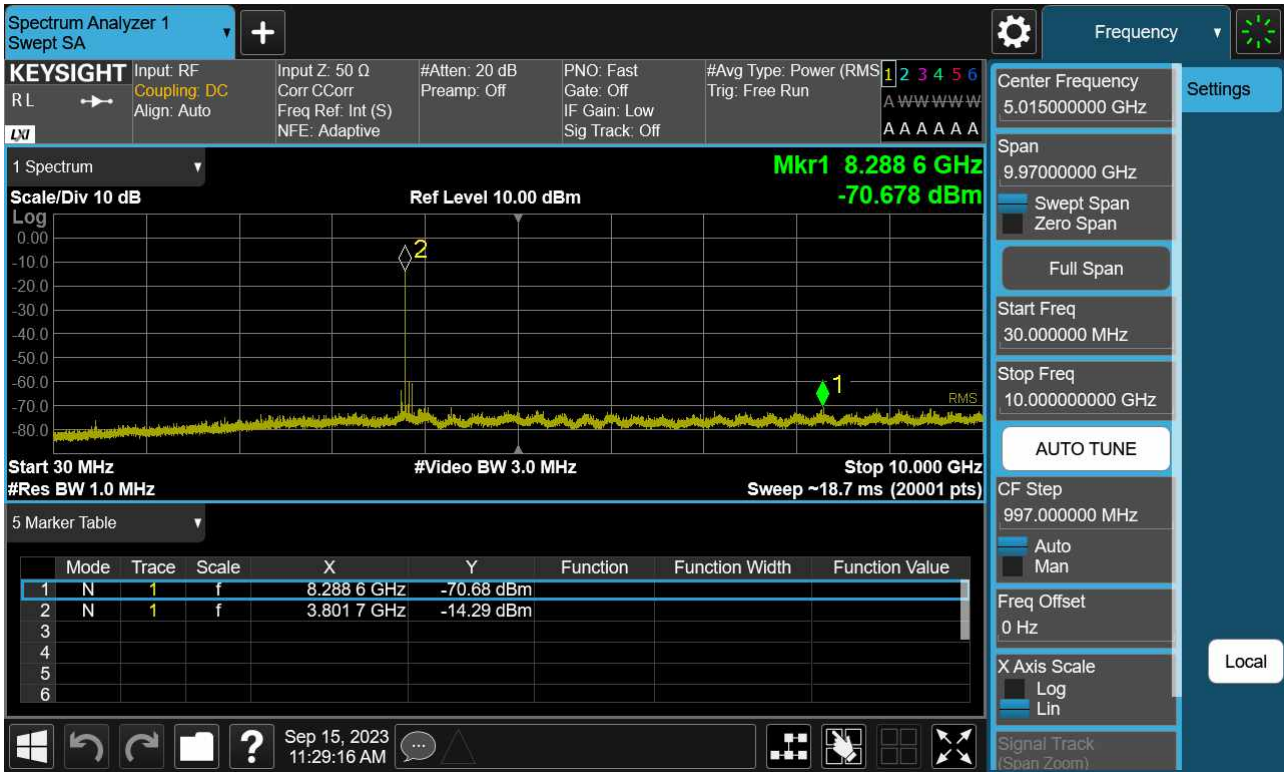 Spectrum Analyzer 1
Swept SA
+
Frequency
KEYSIGHT
R L
LXI
Input: RF
Coupling: DC
Align: Auto
Input Z: 50 Ω
Corr CCorr
Freq Ref: Int (S)
NFE: Adaptive
#Atten: 20 dB
Preamp: Off
PNO: Fast
Gate: Off
IF Gain: Low
Sig Track: Off
#Avg Type: Power (RMS
Trig: Free Run
1 2 3 4 5 6
A W W W W W
A A A A A A
1 Spectrum
Mkr1 8.288 6 GHz
-70.678 dBm
Scale/Div 10 dB
Ref Level 10.00 dBm
Log
0.00
-10.0
-20.0
-30.0
-40.0
-50.0
-60.0
-70.0
-80.0
2
1
RMS
Start 30 MHz
#Video BW 3.0 MHz
Stop 10.000 GHz
#Res BW 1.0 MHz
Sweep ~18.7 ms (20001 pts)
5 Marker Table
Mode Trace Scale X Y Function Function Width Function Value
1 N 1 f 8.288 6 GHz -70.68 dBm
2 N 1 f 3.801 7 GHz -14.29 dBm
3
4
5
6
?
Sep 15, 2023
11:29:16 AM
Center Frequency
5.015000000 GHz
Settings
Span
9.97000000 GHz
Swept Span
Zero Span
Full Span
Start Freq
30.000000 MHz
Stop Freq
10.000000000 GHz
AUTO TUNE
CF Step
997.000000 MHz
Auto
Man
Freq Offset
0 Hz
X Axis Scale
Log
Lin
Local
Signal Track
(Span Zoom)